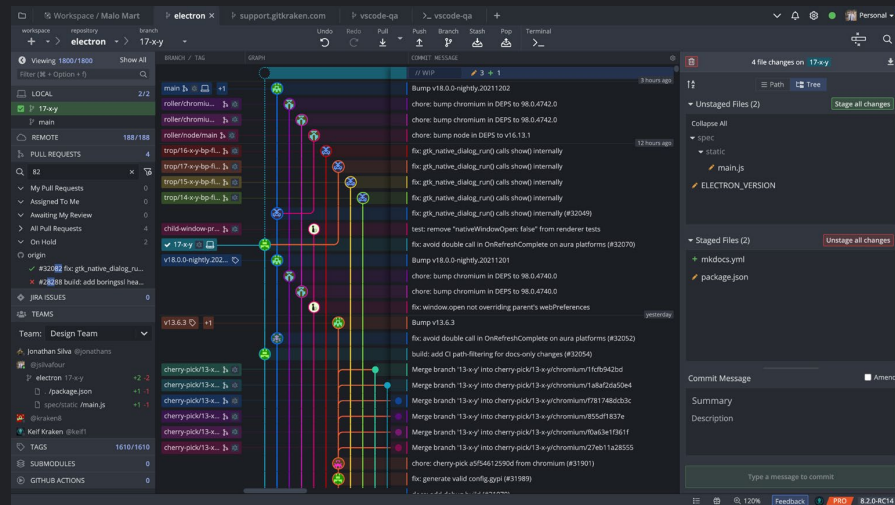 Workspace / Malo Mart
electron ×
support.gitkraken.com
vscode-qa
>_ vscode-qa
+
Personal
workspace
repository
branch
+
electron
17-x-y
Undo
Redo
Pull
Push
Branch
Stash
Pop
Terminal
Viewing 1800/1800
Show All
Filter (⌘ + Option + f)
LOCAL 2/2
17-x-y
main
REMOTE 188/188
PULL REQUESTS 4
82 ×
My Pull Requests 0
Assigned To Me 0
Awaiting My Review 0
All Pull Requests 4
On Hold 2
origin
✓ #32082 fix: gtk_native_dialog_ru...
× #28288 build: add boringssl hea...
JIRA ISSUES 0
TEAMS
Team: Design Team
Jonathan Silva @jonathans
@jsilvafour
electron 17-x-y +2 -2
. /package.json +1 -1
spec/static /main.js +1 -1
@kraken8
Keif Kraken @keif1
TAGS 1610/1610
SUBMODULES 0
GITHUB ACTIONS 0
BRANCH / TAG
GRAPH
COMMIT MESSAGE
// WIP 3 + 1
3 hours ago
main +1 Bump v18.0.0-nightly.20211202
roller/chromiu... chore: bump chromium in DEPS to 98.0.4742.0
roller/chromiu... chore: bump chromium in DEPS to 98.0.4742.0
roller/node/main chore: bump node in DEPS to v16.13.1
12 hours ago
trop/16-x-y-bp-fi... fix: gtk_native_dialog_run() calls show() internally
trop/17-x-y-bp-fi... fix: gtk_native_dialog_run() calls show() internally
trop/15-x-y-bp-fi... fix: gtk_native_dialog_run() calls show() internally
trop/14-x-y-bp-fi... fix: gtk_native_dialog_run() calls show() internally
fix: gtk_native_dialog_run() calls show() internally (#32049)
child-window-pr... test: remove "nativeWindowOpen: false" from renderer tests
✓ 17-x-y fix: avoid double call in OnRefreshComplete on aura platforms (#32070)
v18.0.0-nightly.202... Bump v18.0.0-nightly.20211201
chore: bump chromium in DEPS to 98.0.4740.0
chore: bump chromium in DEPS to 98.0.4740.0
fix: window.open not overriding parent's webPreferences
yesterday
v13.6.3 +1 Bump v13.6.3
fix: avoid double call in OnRefreshComplete on aura platforms (#32052)
build: add CI path-filtering for docs-only changes (#32054)
cherry-pick/13-x... Merge branch '13-x-y' into cherry-pick/13-x-y/chromium/1fcfb942bd
cherry-pick/13-x... Merge branch '13-x-y' into cherry-pick/13-x-y/chromium/1a8af2da50e4
cherry-pick/13-x... Merge branch '13-x-y' into cherry-pick/13-x-y/chromium/f781748dcb3c
cherry-pick/13-x... Merge branch '13-x-y' into cherry-pick/13-x-y/chromium/855df1837e
cherry-pick/13-x... Merge branch '13-x-y' into cherry-pick/13-x-y/chromium/f0a63e1f361f
cherry-pick/13-x... Merge branch '13-x-y' into cherry-pick/13-x-y/chromium/27eb11a28555
chore: cherry-pick a5f54612590d from chromium (#31901)
fix: generate valid config.gypi (#31989)
4 file changes on 17-x-y
Path
Tree
Unstaged Files (2)
Stage all changes
Collapse All
spec
static
main.js
ELECTRON_VERSION
Staged Files (2)
Unstage all changes
+ mkdocs.yml
package.json
Commit Message
Amend
Summary
Description
Type a message to commit
120%
Feedback
PRO
8.2.0-RC14